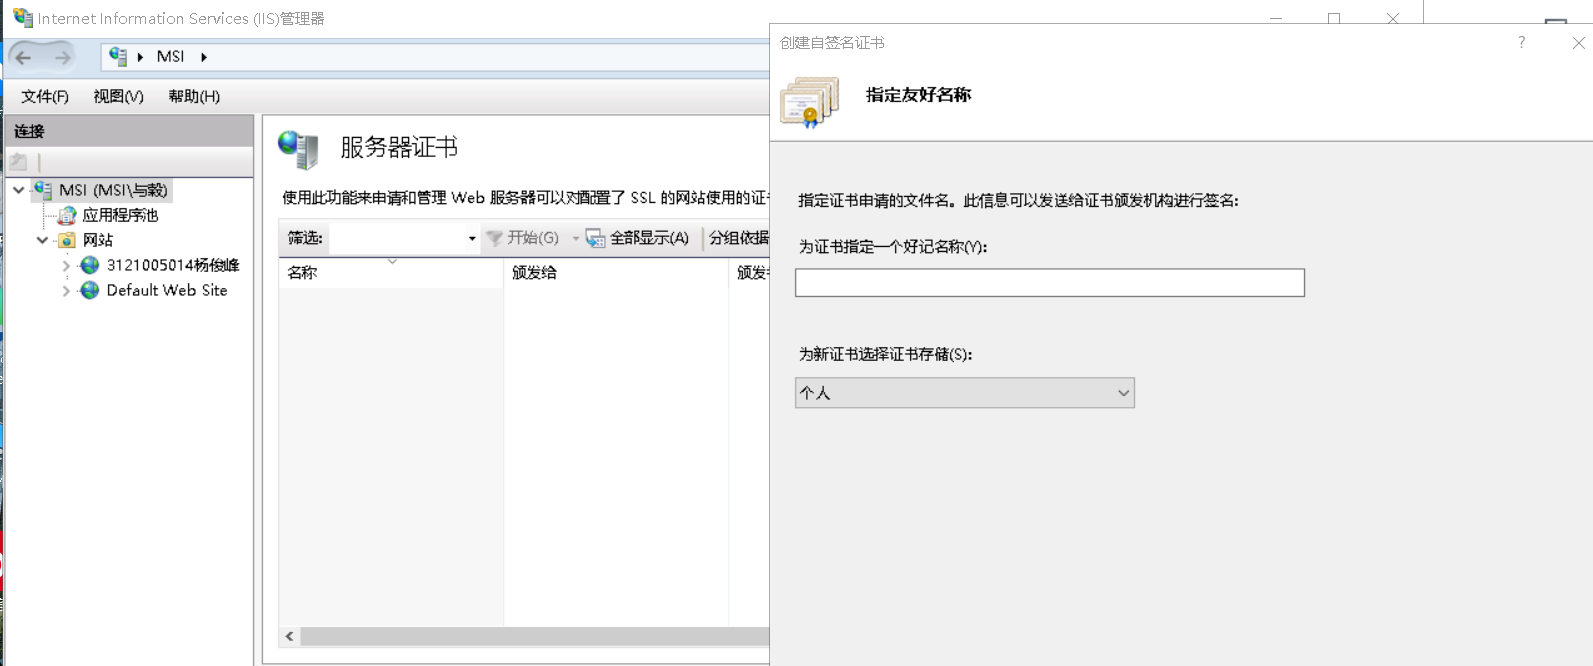 Internet Information Services (IIS)管理器
MSI
文件(F) 视图(V) 帮助(H)
连接
MSI (MSI\与毅)
应用程序池
网站
3121005014杨俊峰
Default Web Site
服务器证书
使用此功能来申请和管理 Web 服务器可以对配置了 SSL 的网站使用的证
筛选: 开始(G) 全部显示(A) 分组依据
名称 颁发给 颁发
创建自签名证书 ?
指定友好名称
指定证书申请的文件名。此信息可以发送给证书颁发机构进行签名:
为证书指定一个好记名称(Y):
为新证书选择证书存储(S):
个人